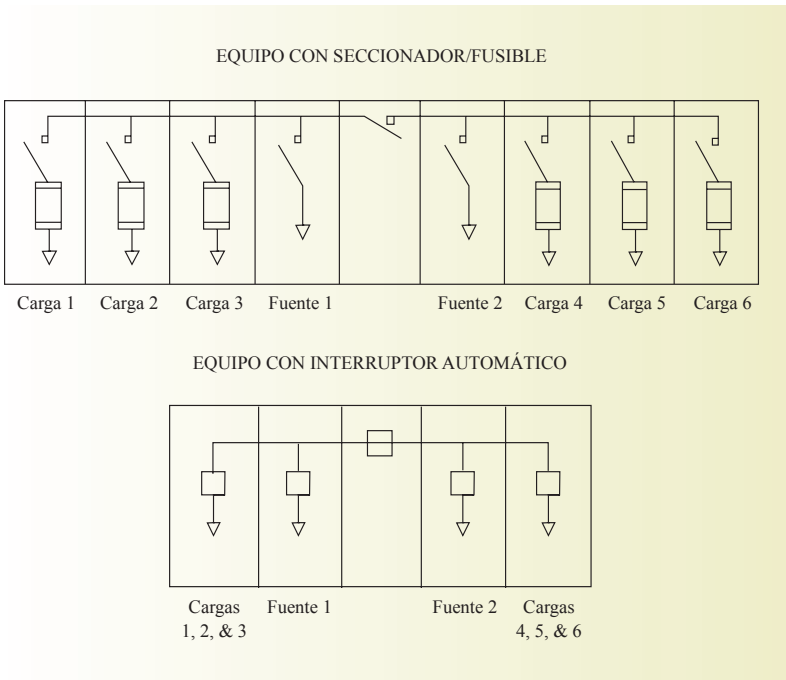 EQUIPO CON SECCIONADOR/FUSIBLE
Carga 1 Carga 2 Carga 3 Fuente 1 Fuente 2 Carga 4 Carga 5 Carga 6
EQUIPO CON INTERRUPTOR AUTOMÁTICO
Cargas Fuente 1 Fuente 2 Cargas
1, 2, & 3 4, 5, & 6